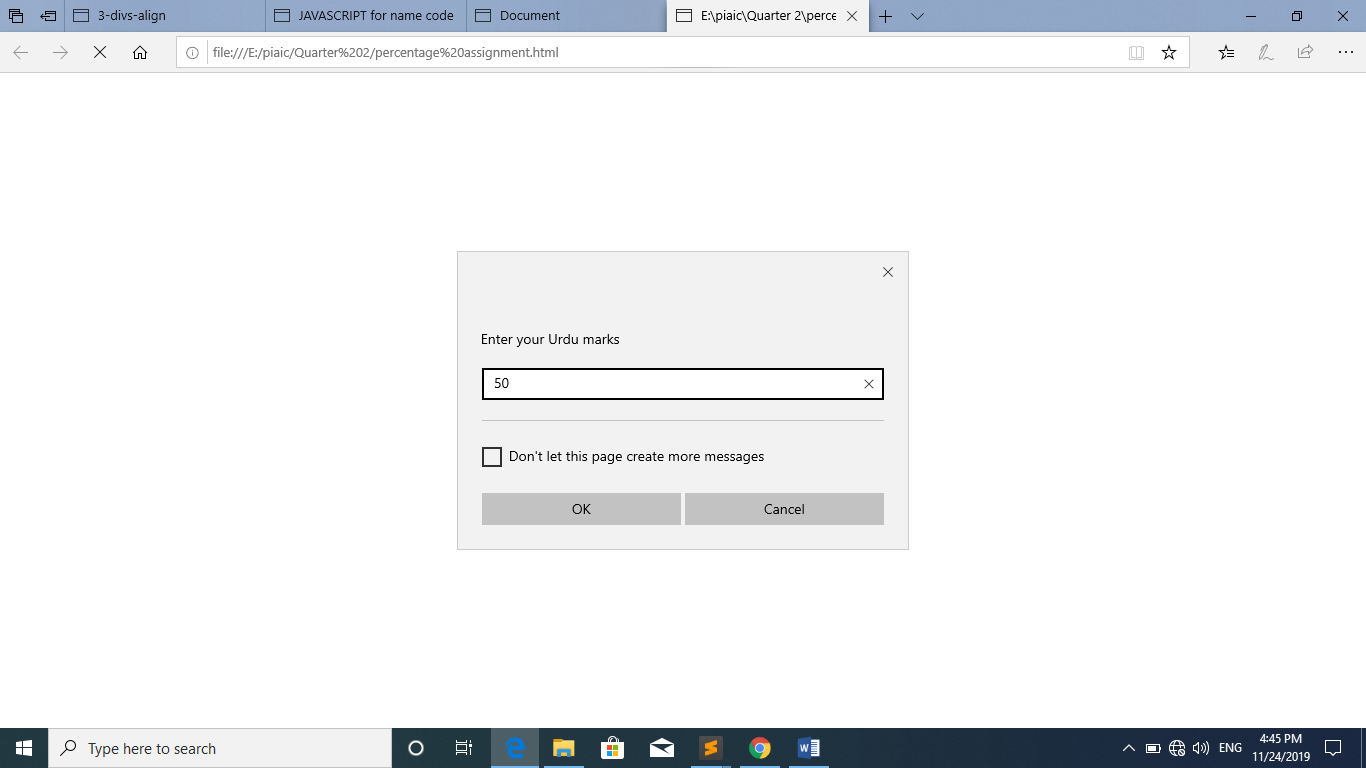 3-divs-align
JAVASCRIPT for name code
Document
E:\piaic\Quarter 2\perce
file:///E:/piaic/Quarter%202/percentage%20assignment.html
Enter your Urdu marks
50
Don't let this page create more messages
OK
Cancel
Type here to search
ENG
4:45 PM
11/24/2019